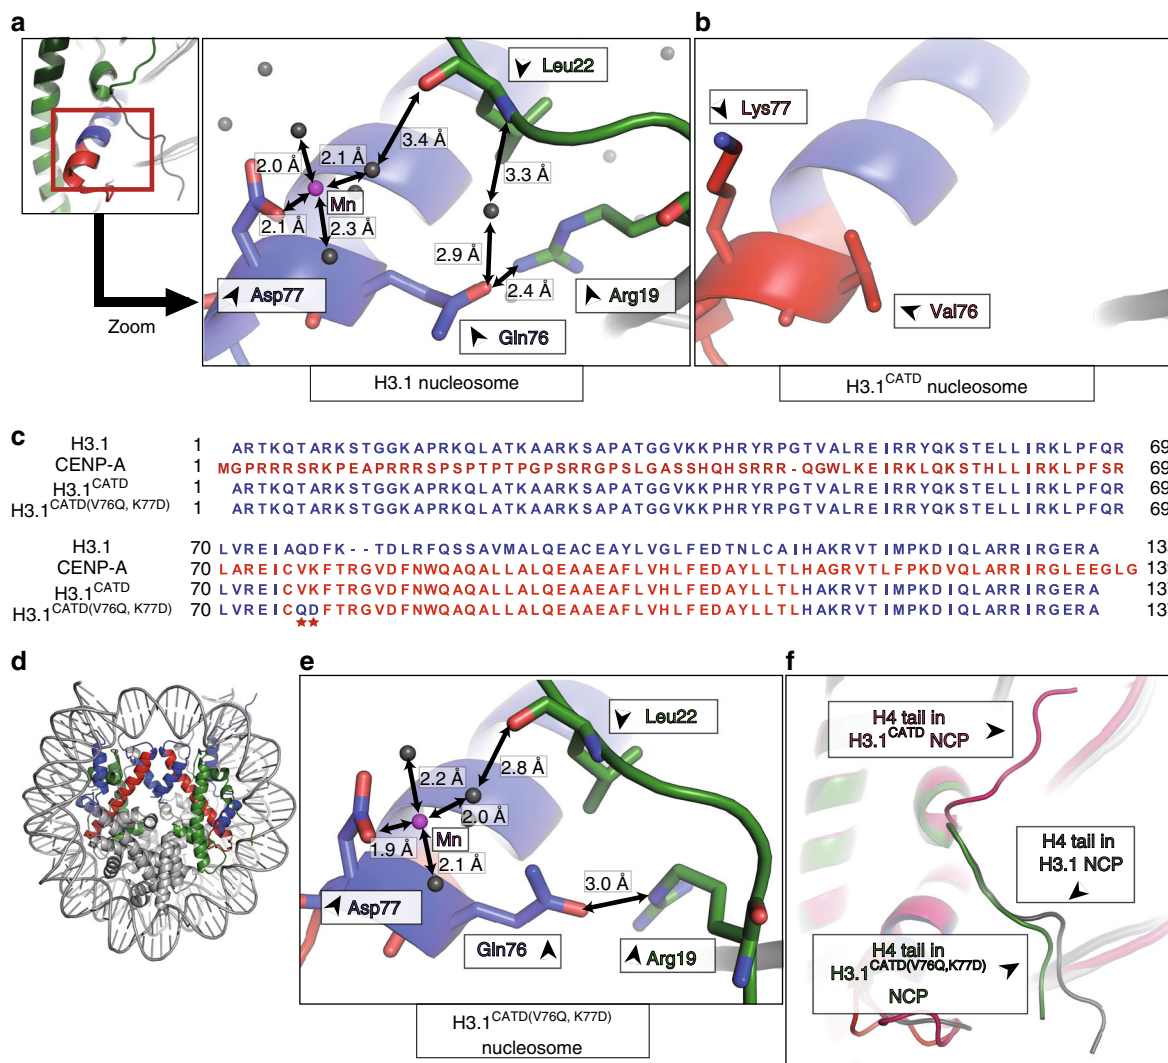 a
Zoom
Leu22
3.4 Å
2.0 Å
2.1 Å
3.3 Å
Mn
2.1 Å
2.3 Å
2.9 Å
2.4 Å
Asp77
Arg19
Gln76
H3.1 nucleosome
b
Lys77
Val76
H3.1CATD nucleosome
c
H3.1 1 ARTKQTARKSTGGKAPRKQLATKAARKSAPATGGVKKPHRYRPGTVALREIRRYQKSTELLIRKLPFQR 69
CENP-A 1 MGPRRRSRKPEAPRRRSPSPTPTPGPSRRGPSLGASSHQHSRRR-QGWLKEIRKLQKSTHLLIRKLPFSR 69
H3.1CATD 1 ARTKQTARKSTGGKAPRKQLATKAARKSAPATGGVKKPHRYRPGTVALREIRRYQKSTELLIRKLPFQR 69
H3.1CATD(V76Q, K77D) 1 ARTKQTARKSTGGKAPRKQLATKAARKSAPATGGVKKPHRYRPGTVALREIRRYQKSTELLIRKLPFQR 69
H3.1 70 LVREIAQDFK--TDLRFQSSAVMALQEACEAYLVGLFEDTNLCAIHAKRVTIMPKDIQLARRIRGERA 13
CENP-A 70 LAREICVKFTRGVDFNWQAQALLALQEAAEAFLVHLFEDAYLLTLHAGRVTLFPKDVQLARRIRGLEEGLG 13
H3.1CATD 70 LVREICVKFTRGVDFNWQAQALLALQEAAEAFLVHLFEDAYLLTLHAKRVTIMPKDIQLARRIRGERA 13
H3.1CATD(V76Q, K77D) 70 LVREICQDFTRGVDFNWQAQALLALQEAAEAFLVHLFEDAYLLTLHAKRVTIMPKDIQLARRIRGERA 13
d
e
Leu22
2.8 Å
2.2 Å
2.0 Å
Mn
1.9 Å
2.1 Å
3.0 Å
Asp77
Gln76
Arg19
H3.1CATD(V76Q, K77D)
nucleosome
f
H4 tail in
H3.1CATD NCP
H4 tail in
H3.1 NCP
H4 tail in
H3.1CATD(V76Q,K77D)
NCP